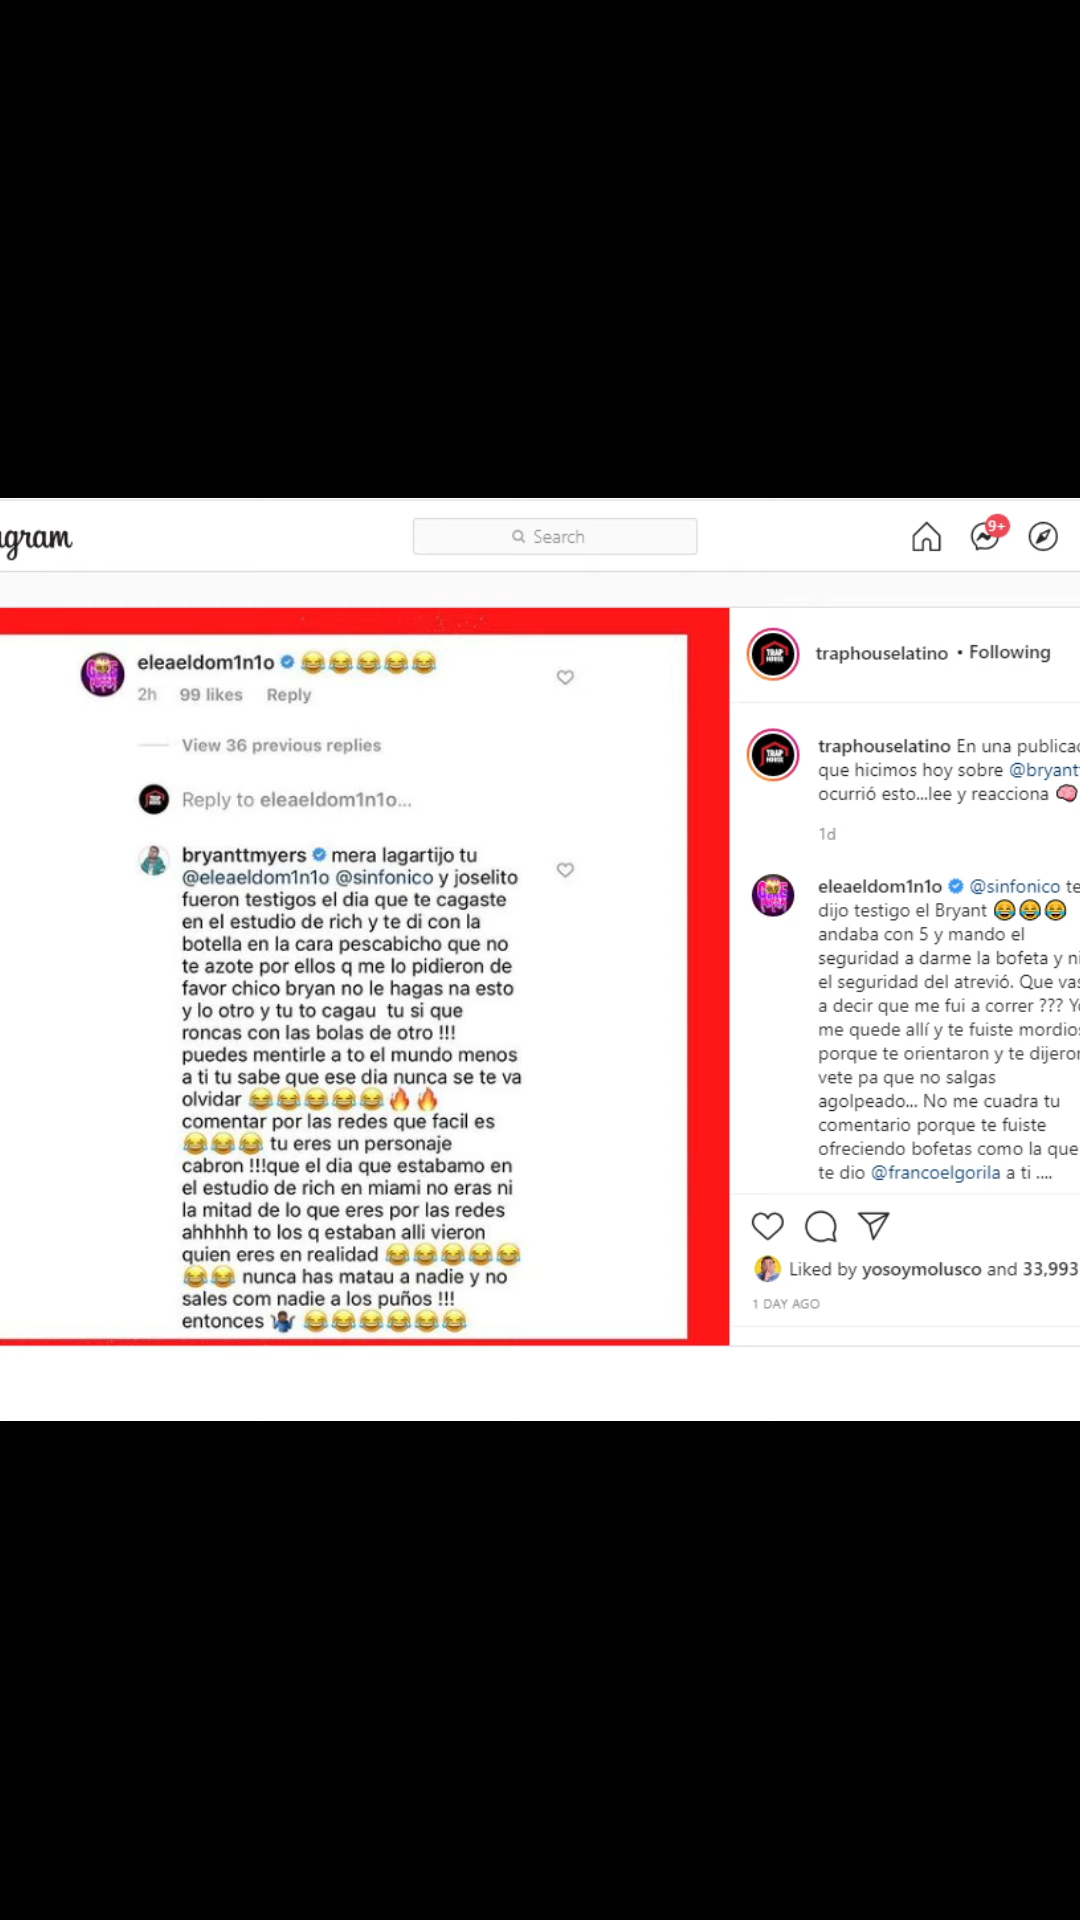 gram
Search
9+
eleaeldom1n1o 😂😂😂😂😂
2h 99 likes Reply
View 36 previous replies
Reply to eleaeldom1n1o...
bryanttmyers mera lagartijo tu
@eleaeldom1n1o @sinfonico y joselito
fueron testigos el dia que te cagaste
en el estudio de rich y te di con la
botella en la cara pescabicho que no
te azote por ellos q me lo pidieron de
favor chico bryan no le hagas na esto
y lo otro y tu to cagau tu si que
roncas con las bolas de otro !!!
puedes mentirle a to el mundo menos
a ti tu sabe que ese dia nunca se te va
olvidar 😂😂😂😂😂🔥🔥
comentar por las redes que facil es
😂😂😂 tu eres un personaje
cabron !!!que el dia que estabamo en
el estudio de rich en miami no eras ni
la mitad de lo que eres por las redes
ahhhhh to los q estaban alli vieron
quien eres en realidad 😂😂😂😂😂
😂😂 nunca has matau a nadie y no
sales com nadie a los puños !!!
entonces 🤷🏾‍♂️ 😂😂😂😂😂😂
TRAP HOUSE
traphouselatino • Following
traphouselatino En una publicac
que hicimos hoy sobre @bryantt
ocurrió esto...lee y reacciona 🧠
1d
eleaeldom1n1o @sinfonico te
dijo testigo el Bryant 😂😂😂
andaba con 5 y mando el
seguridad a darme la bofeta y ni
el seguridad del atrevió. Que vas
a decir que me fui a correr ??? Yo
me quede allí y te fuiste mordios
porque te orientaron y te dijeron
vete pa que no salgas
agolpeado... No me cuadra tu
comentario porque te fuiste
ofreciendo bofetas como la que
te dio @francoelgorila a ti ....
Liked by yosoymolusco and 33,993
1 DAY AGO